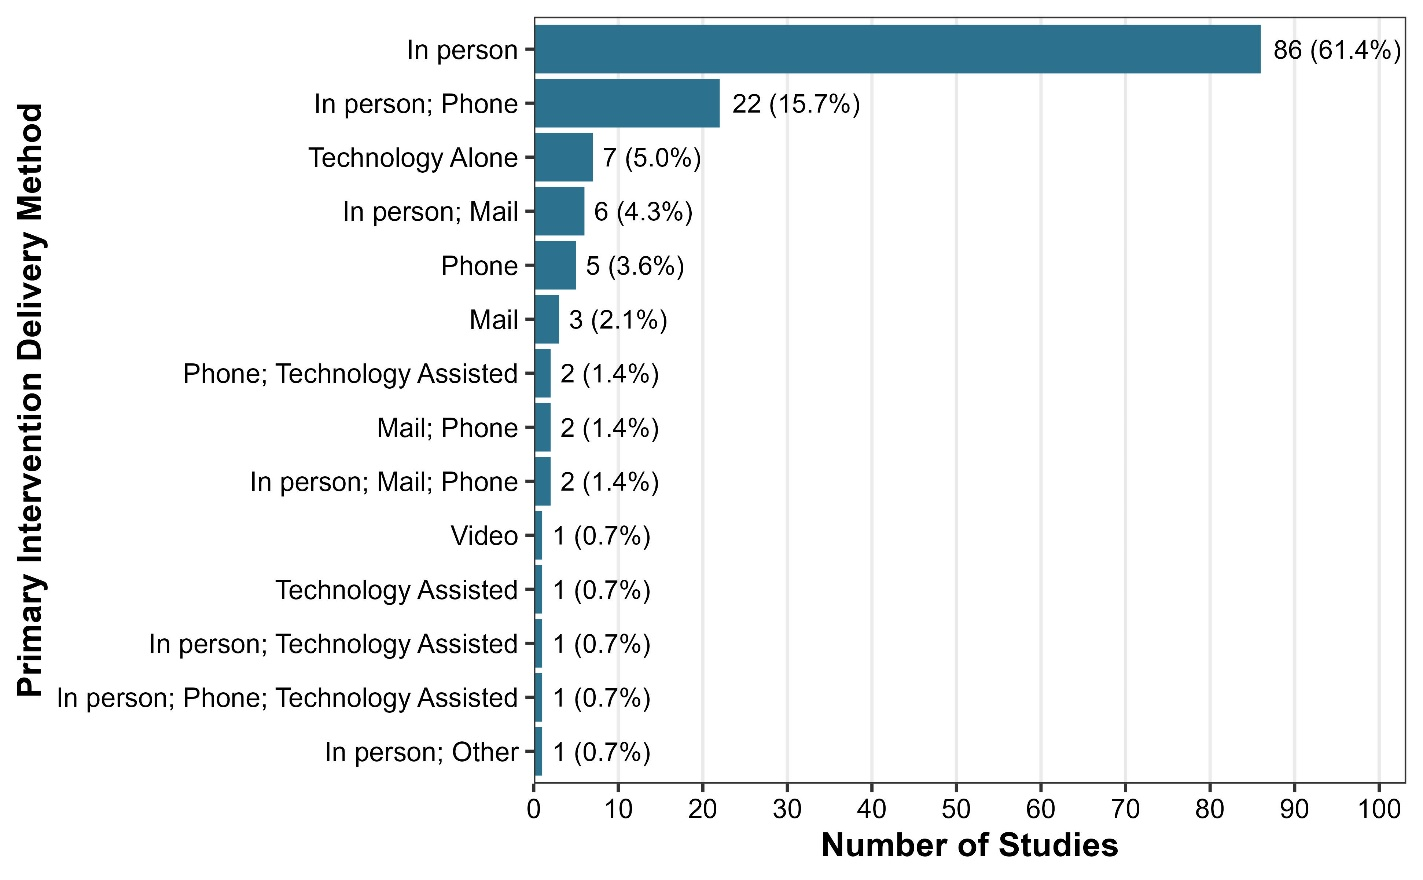 Primary Intervention Delivery Method
In person 86 (61.4%)
In person; Phone 22 (15.7%)
Technology Alone 7 (5.0%)
In person; Mail 6 (4.3%)
Phone 5 (3.6%)
Mail 3 (2.1%)
Phone; Technology Assisted 2 (1.4%)
Mail; Phone 2 (1.4%)
In person; Mail; Phone 2 (1.4%)
Video 1 (0.7%)
Technology Assisted 1 (0.7%)
In person; Technology Assisted 1 (0.7%)
In person; Phone; Technology Assisted 1 (0.7%)
In person; Other 1 (0.7%)
0 10 20 30 40 50 60 70 80 90 100
Number of Studies